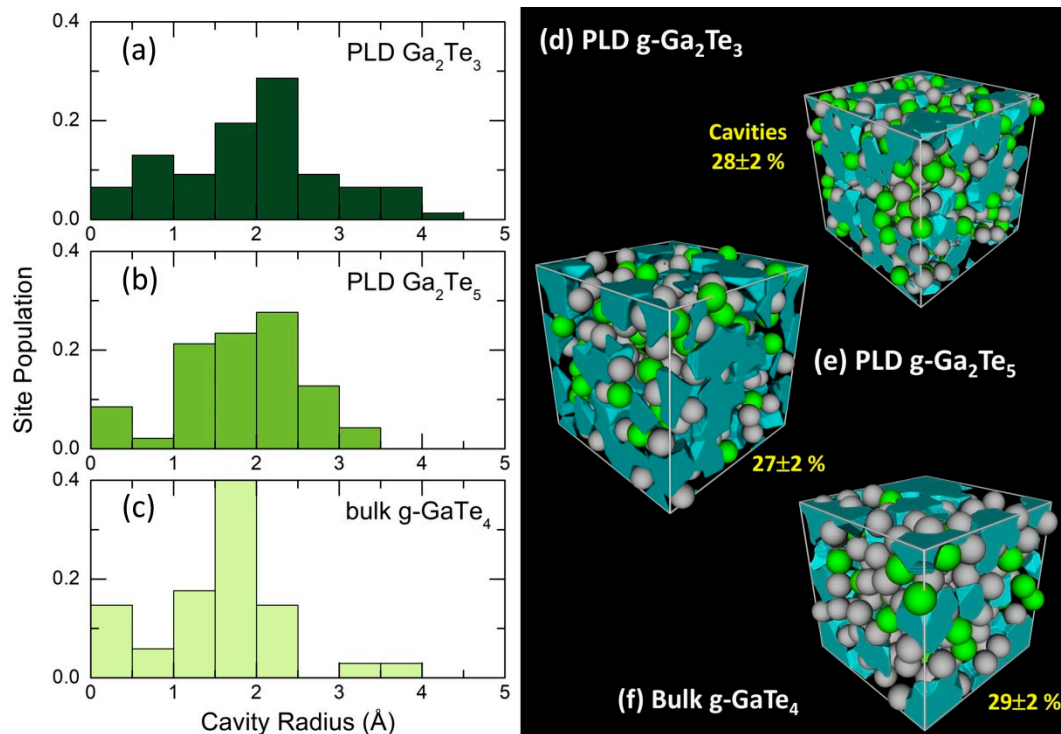 (a)
PLD Ga₂Te₃
0.4
0.2
0.0
0 1 2 3 4 5
(b)
PLD Ga₂Te₅
0.4
0.2
0.0
0 1 2 3 4 5
(c)
bulk g-GaTe₄
0.4
0.2
0.0
0 1 2 3 4 5
Site Population
Cavity Radius (Å)
(d) PLD g-Ga₂Te₃
Cavities
28±2 %
(e) PLD g-Ga₂Te₅
27±2 %
(f) Bulk g-GaTe₄
29±2 %